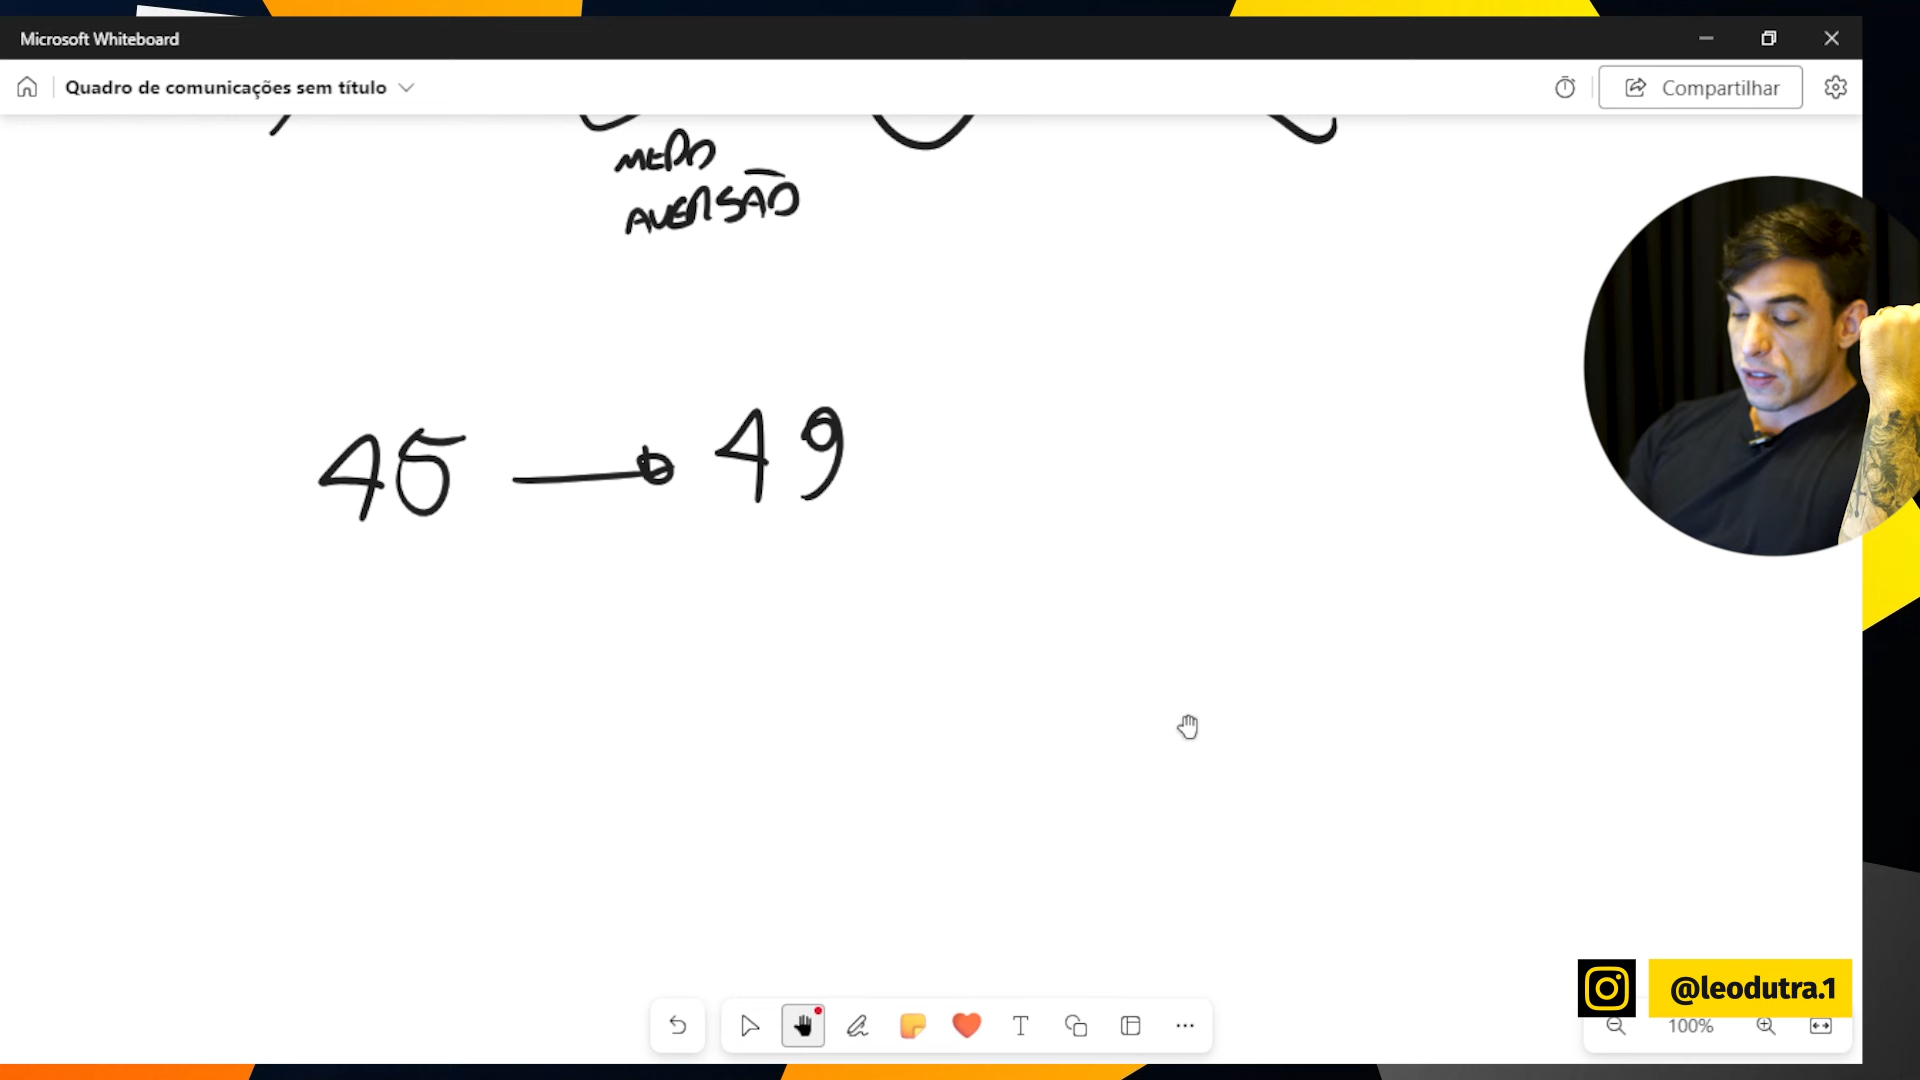 Microsoft Whiteboard
Quadro de comunicações sem título
Compartilhar
MEDO
AVERSÃO
45 → 49
@leodutra.1
100%